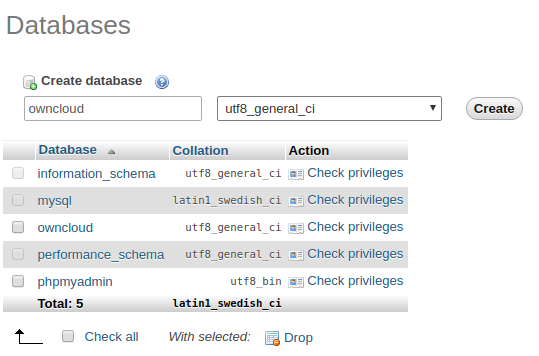 Databases
Create database
owncloud utf8_general_ci Create
Database Collation Action
information_schema utf8_general_ci Check privileges
mysql latin1_swedish_ci Check privileges
owncloud utf8_general_ci Check privileges
performance_schema utf8_general_ci Check privileges
phpmyadmin utf8_bin Check privileges
Total: 5 latin1_swedish_ci
Check all With selected: Drop